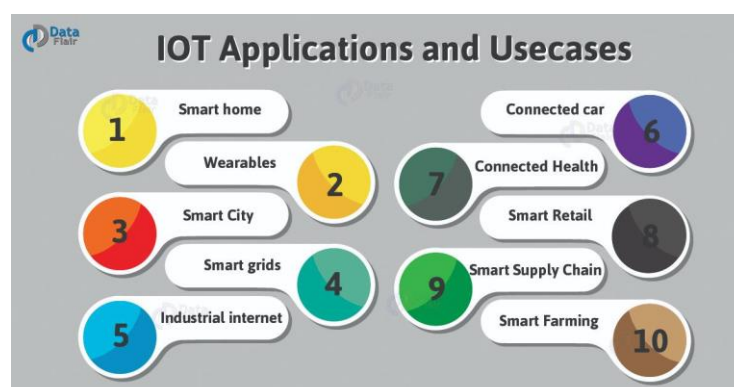 Data
Flair
IOT Applications and Usecases
1
Smart home
Wearables
2
3
Smart City
Smart grids
4
5
Industrial internet
Connected car
6
7
Connected Health
Smart Retail
8
9
Smart Supply Chain
Smart Farming
10